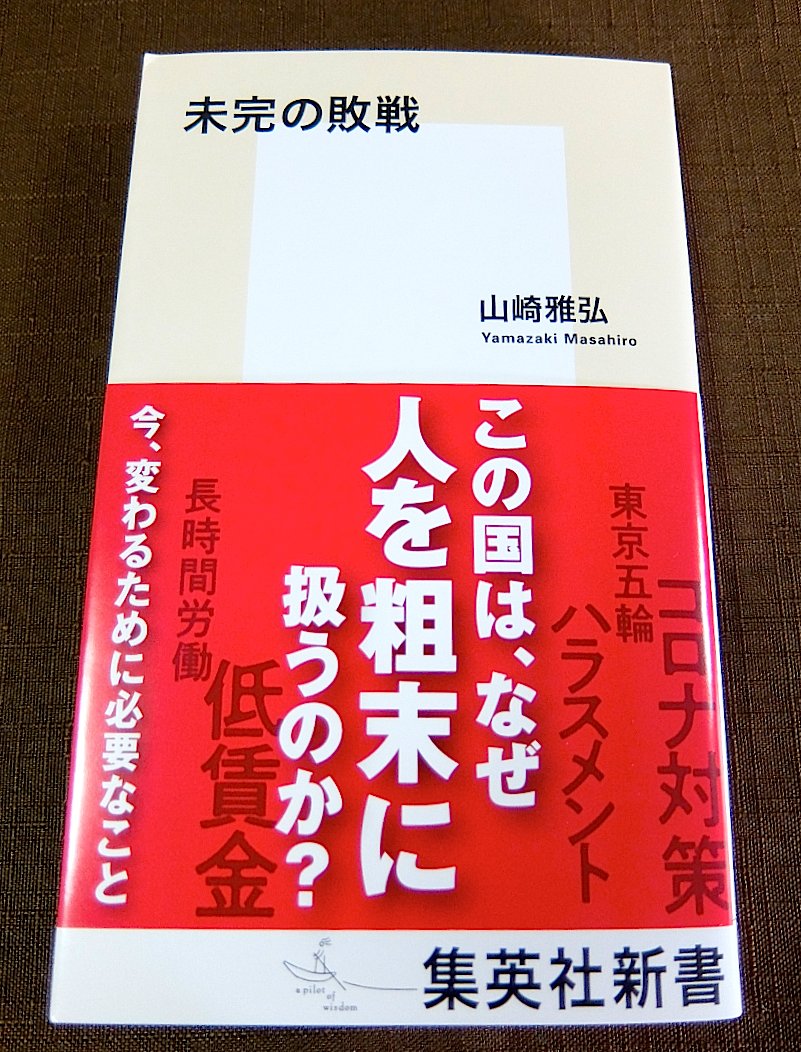 未完の敗戦
山崎雅弘
Yamazaki Masahiro
この国は、なぜ
人を粗末に
扱うのか?
コロナ対策
東京五輪
ハラスメント
低賃金
長時間労働
今、変わるために必要なこと
a pilot
of
wisdom
集英社新書